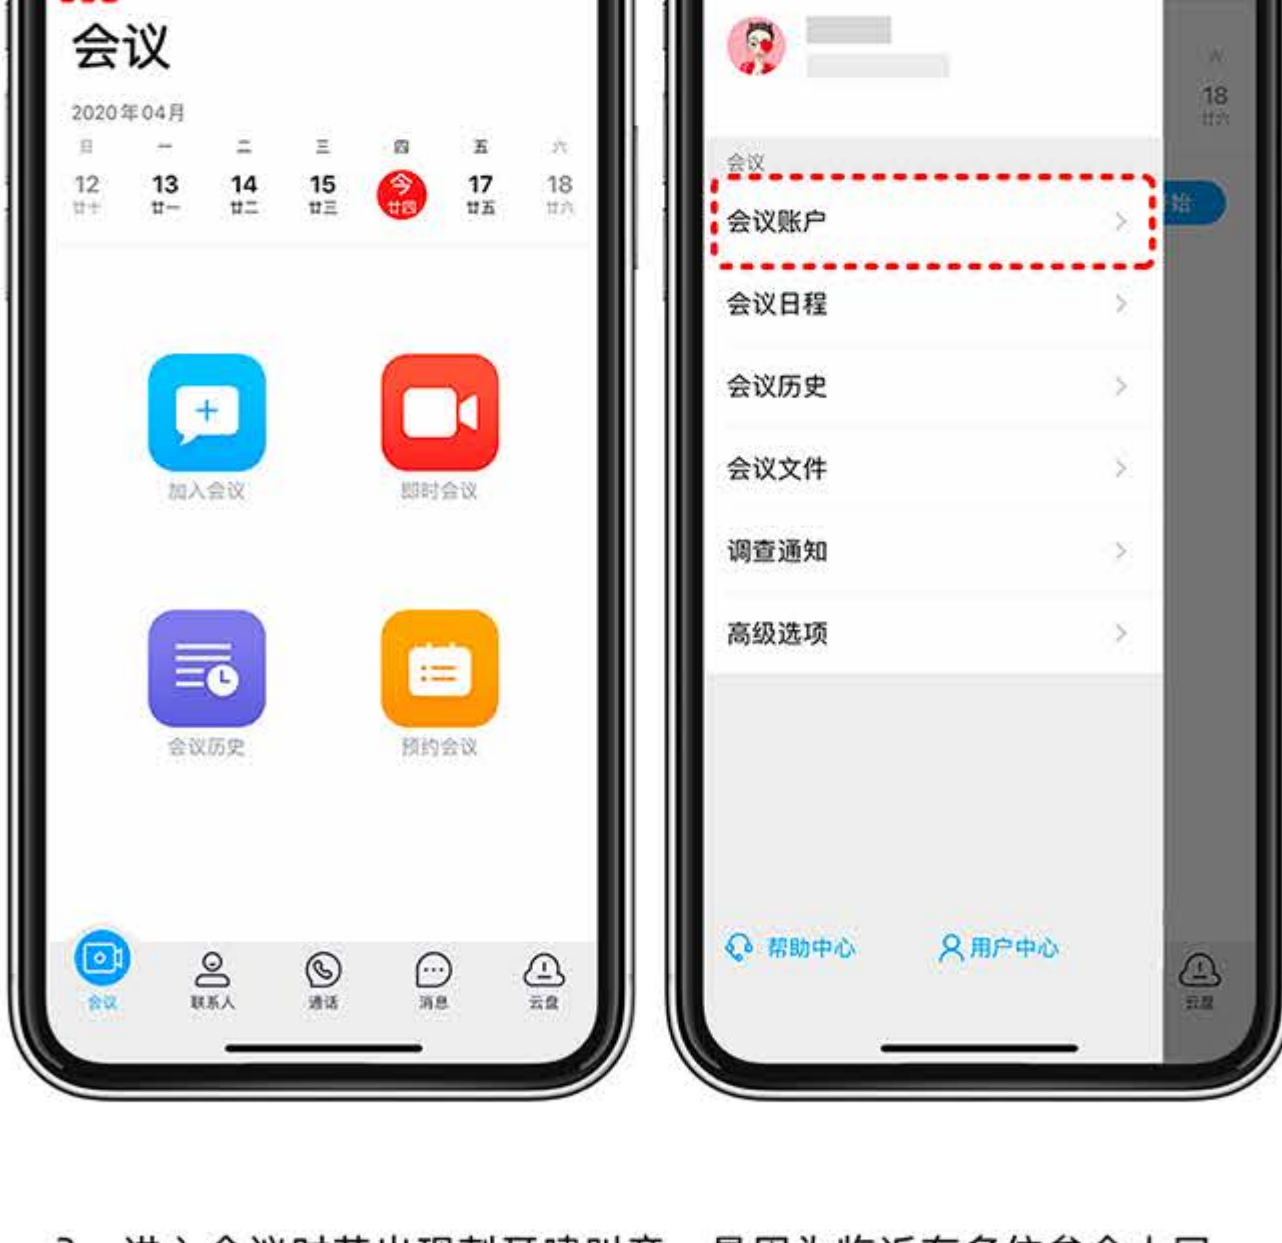 会议
2020年04月
日 一 二 三 四 五 六
12 13 14 15 今 17 18
廿十 廿一 廿二 廿三 廿四 廿五 廿六
加入会议 即时会议
会议历史 预约会议
会议 联系人 通话 消息 云盘
会议
会议账户
会议日程
会议历史
会议文件
调查通知
高级选项
帮助中心 用户中心
六
18
廿六
始
云盘